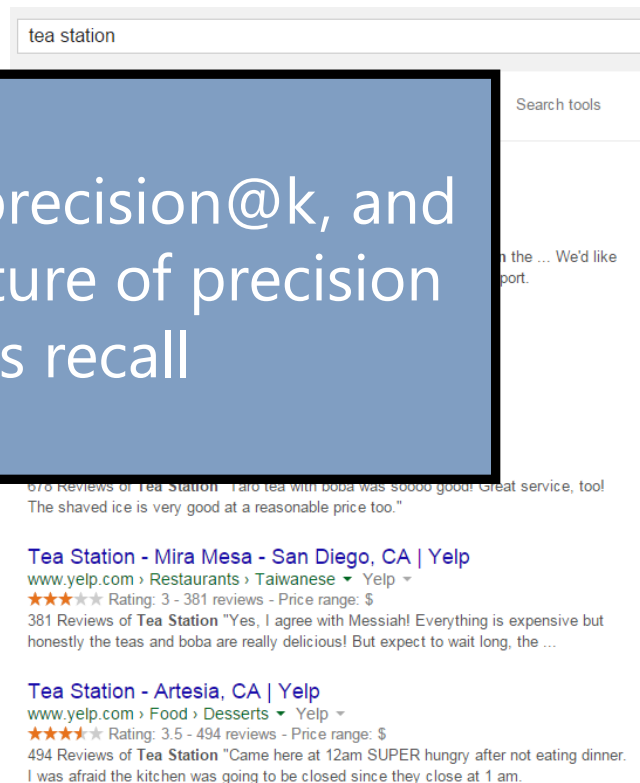 tea station
Search tools
precision@k, and
ture of precision
s recall
the ... We'd like
port.
678 Reviews of Tea Station "Taro tea with boba was soooo good! Great service, too!
The shaved ice is very good at a reasonable price too."
Tea Station - Mira Mesa - San Diego, CA | Yelp
www.yelp.com › Restaurants › Taiwanese ▼ Yelp ▼
Rating: 3 - 381 reviews - Price range: $
381 Reviews of Tea Station "Yes, I agree with Messiah! Everything is expensive but
honestly the teas and boba are really delicious! But expect to wait long, the ...
Tea Station - Artesia, CA | Yelp
www.yelp.com › Food › Desserts ▼ Yelp ▼
Rating: 3.5 - 494 reviews - Price range: $
494 Reviews of Tea Station "Came here at 12am SUPER hungry after not eating dinner.
I was afraid the kitchen was going to be closed since they close at 1 am.